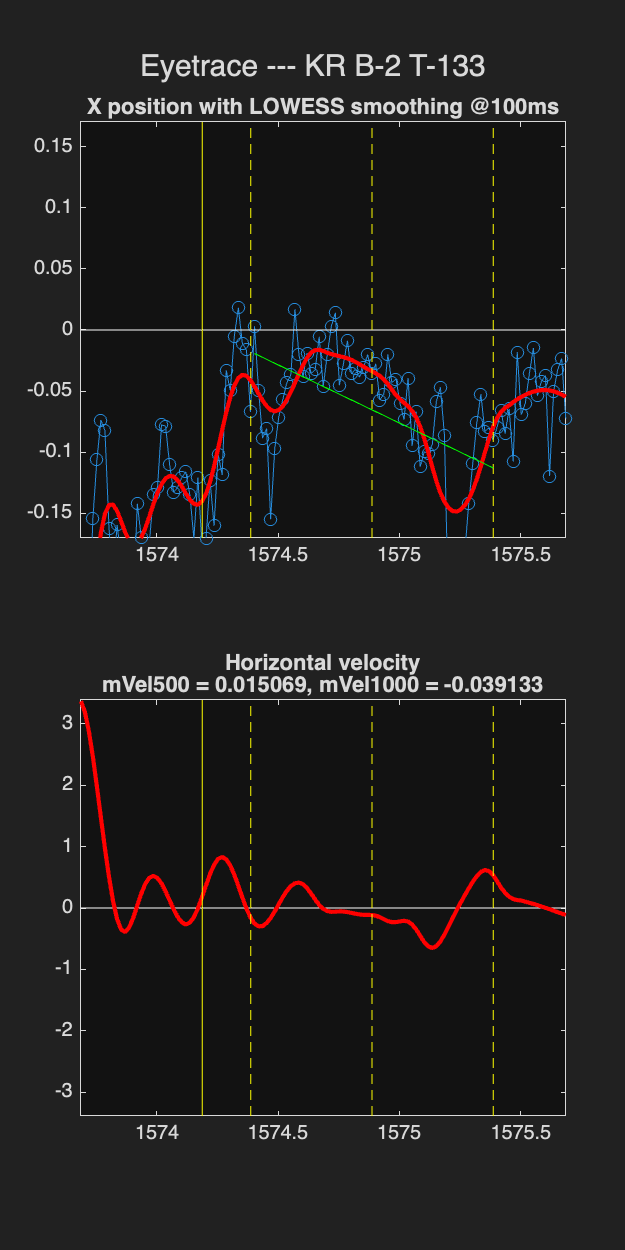 Eyetrace --- KR B-2 T-133
X position with LOWESS smoothing @100ms
0.15
0.1
0.05
0
-0.05
-0.1
-0.15
1574 1574.5 1575 1575.5
Horizontal velocity
mVel500 = 0.015069, mVel1000 = -0.039133
3
2
1
0
-1
-2
-3
1574 1574.5 1575 1575.5